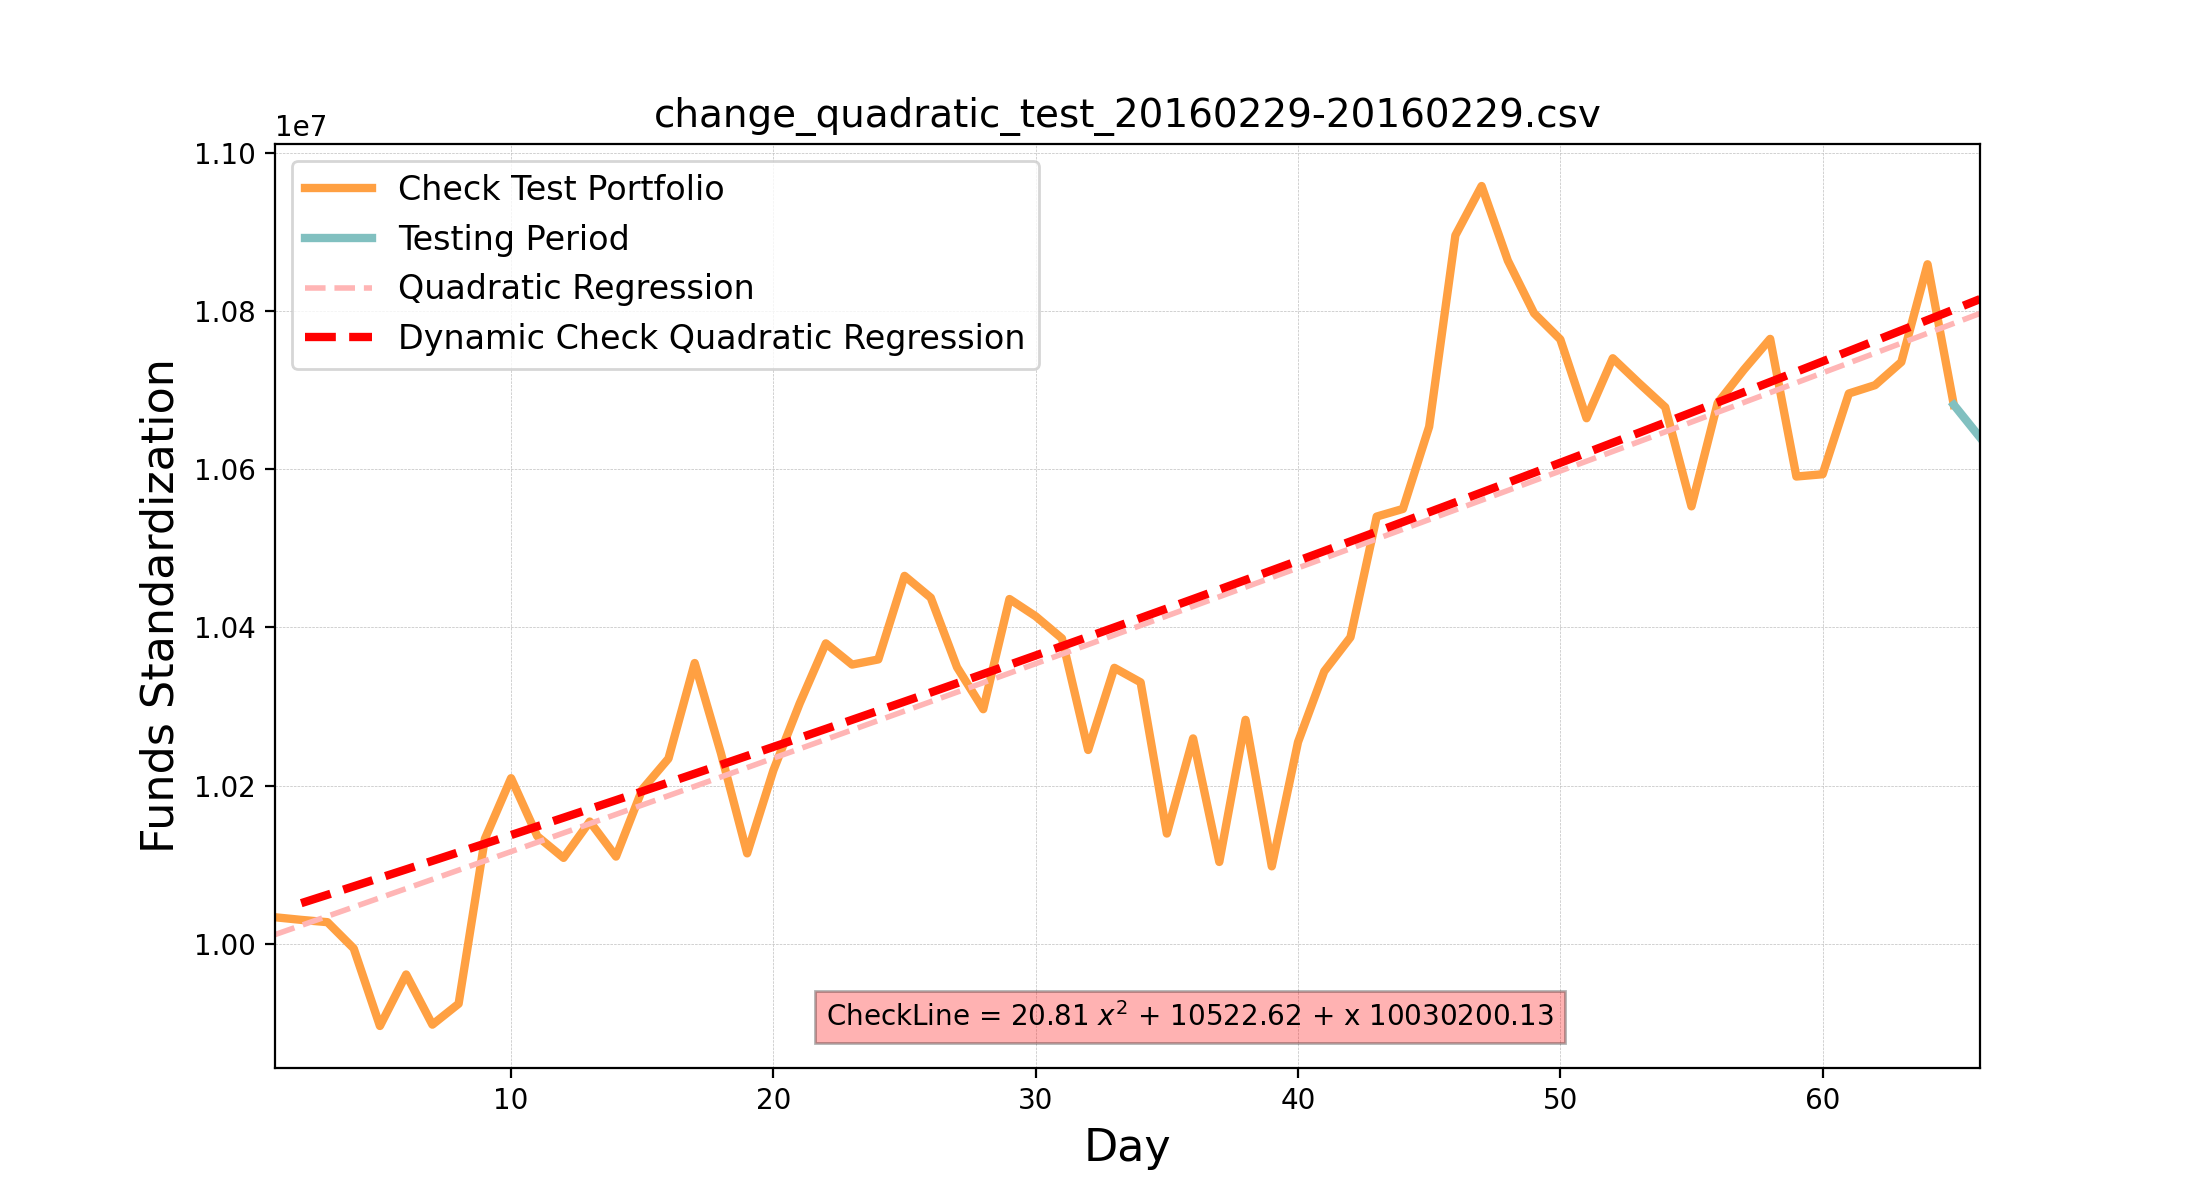 change_quadratic_test_20160229-20160229.csv
1e7
1.10
1.08
1.06
1.04
1.02
1.00
Funds Standardization
Check Test Portfolio
Testing Period
Quadratic Regression
Dynamic Check Quadratic Regression
CheckLine = 20.81 x² + 10522.62 + x 10030200.13
10 20 30 40 50 60
Day